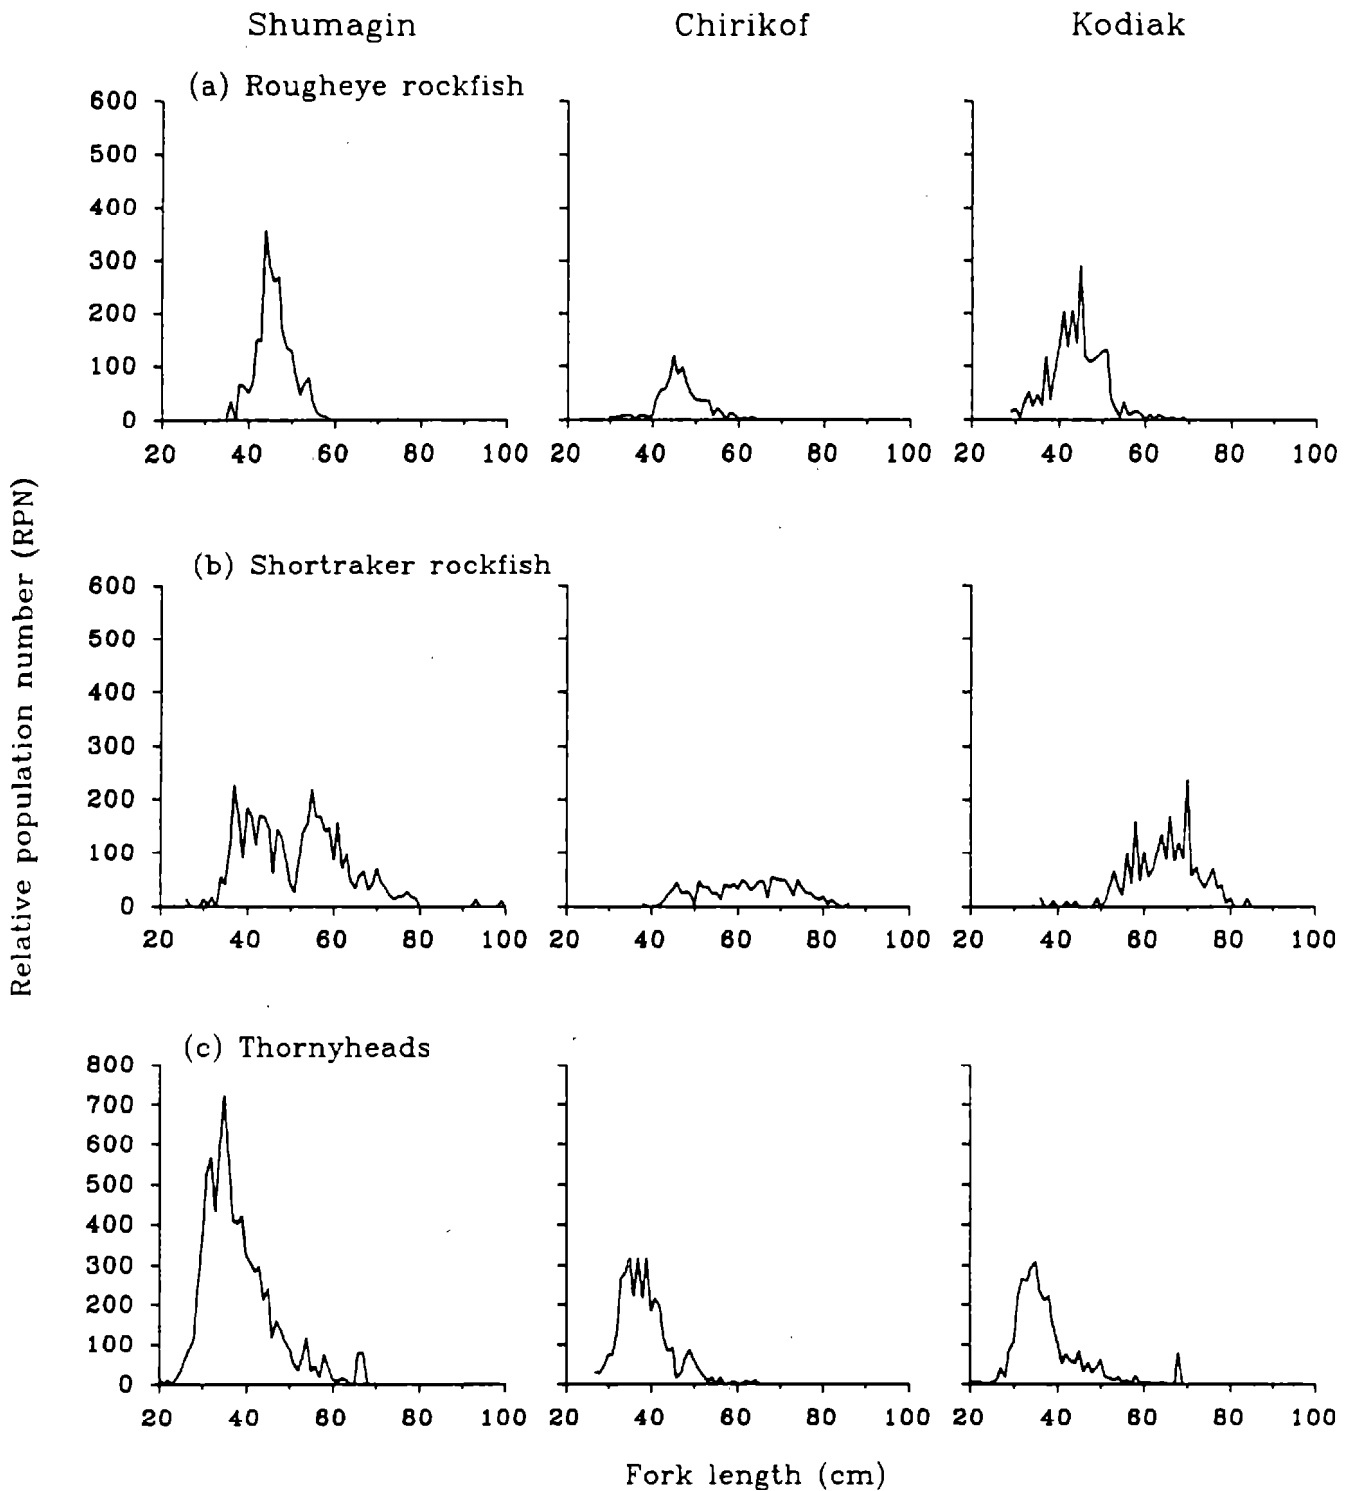 Shumagin Chirikof Kodiak
(a) Rougheye rockfish
600
500
400
300
200
100
0
20 40 60 80 100 20 40 60 80 100 20 40 60 80 100
Relative population number (RPN)
(b) Shortraker rockfish
600
500
400
300
200
100
0
20 40 60 80 100 20 40 60 80 100 20 40 60 80 100
(c) Thornyheads
800
700
600
500
400
300
200
100
0
20 40 60 80 100 20 40 60 80 100 20 40 60 80 100
Fork length (cm)